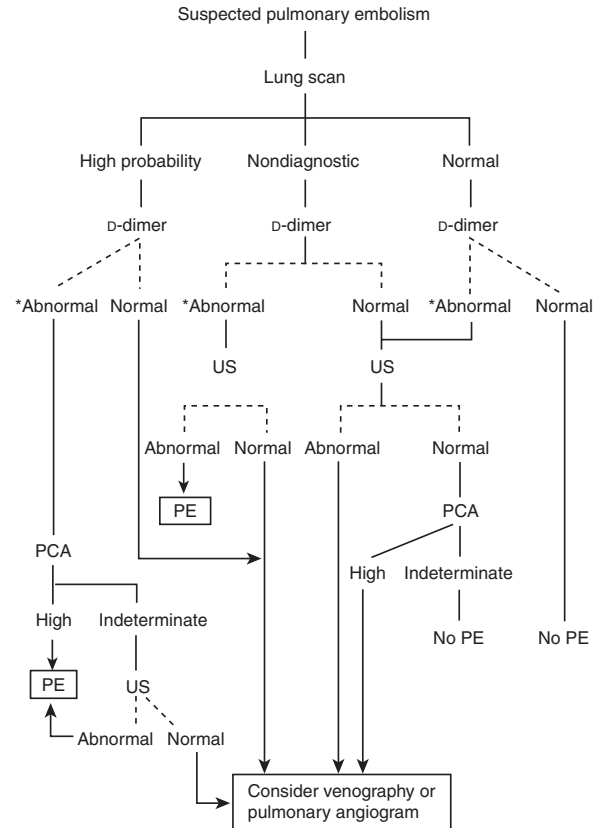 Suspected pulmonary embolism
Lung scan
High probability
Nondiagnostic
Normal
D-dimer
D-dimer
D-dimer
*Abnormal
Normal
*Abnormal
Normal
*Abnormal
Normal
US
US
Abnormal
Normal
Abnormal
Normal
PE
PCA
PCA
High
Indeterminate
High
Indeterminate
No PE
No PE
PE
US
Abnormal
Normal
Consider venography or
pulmonary angiogram